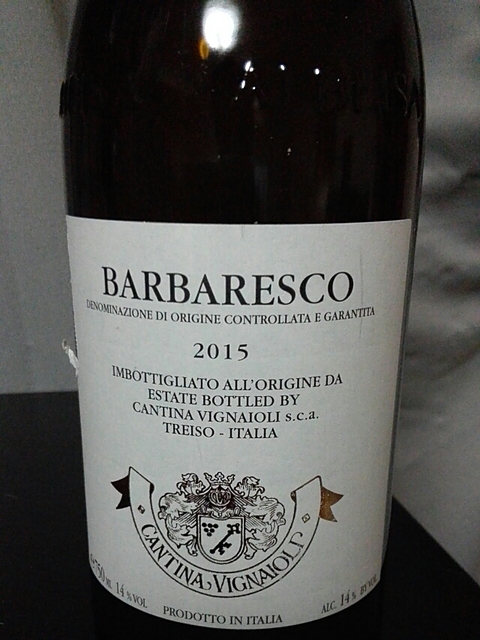 BARBARESCO
DENOMINAZIONE DI ORIGINE CONTROLLATA E GARANTITA
2015
IMBOTTIGLIATO ALL'ORIGINE DA
ESTATE BOTTLED BY
CANTINA VIGNAIOLI s.c.a.
TREISO - ITALIA
CANTINA VIGNAIOLI
750 ML 14 % VOL
PRODOTTO IN ITALIA
ALC. 14 % BY VOL.